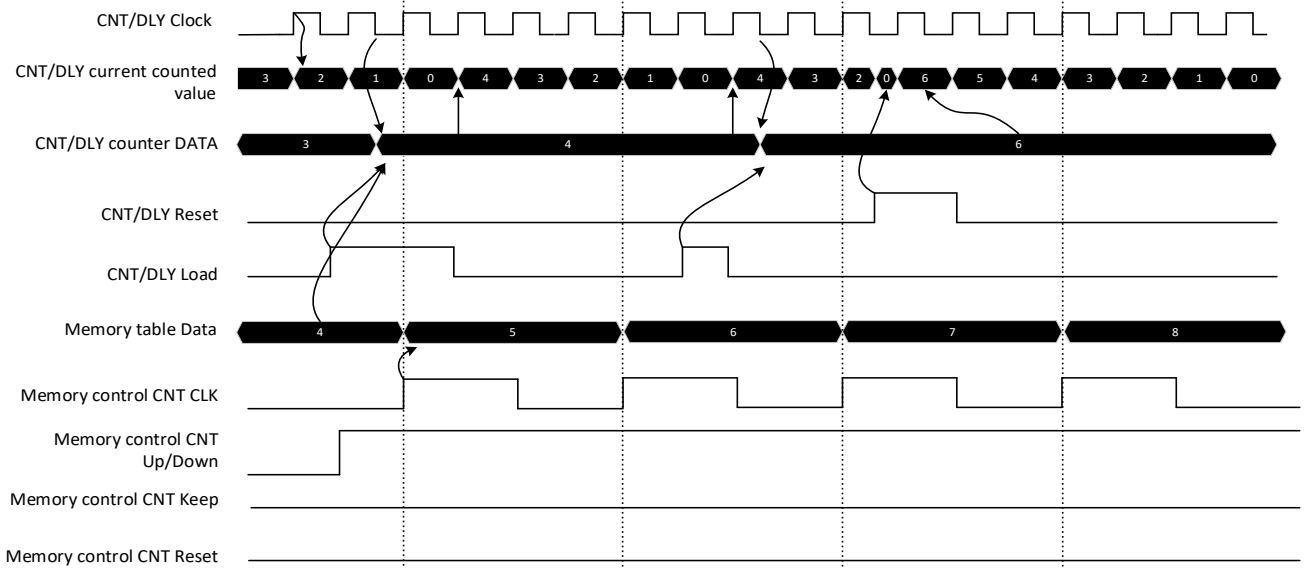 CNT/DLY Clock
CNT/DLY current counted
value
3 2 1 0 4 3 2 1 0 4 3 2 0 6 5 4 3 2 1 0
CNT/DLY counter DATA
3 4 6
CNT/DLY Reset
CNT/DLY Load
Memory table Data
4 5 6 7 8
Memory control CNT CLK
Memory control CNT
Up/Down
Memory control CNT Keep
Memory control CNT Reset